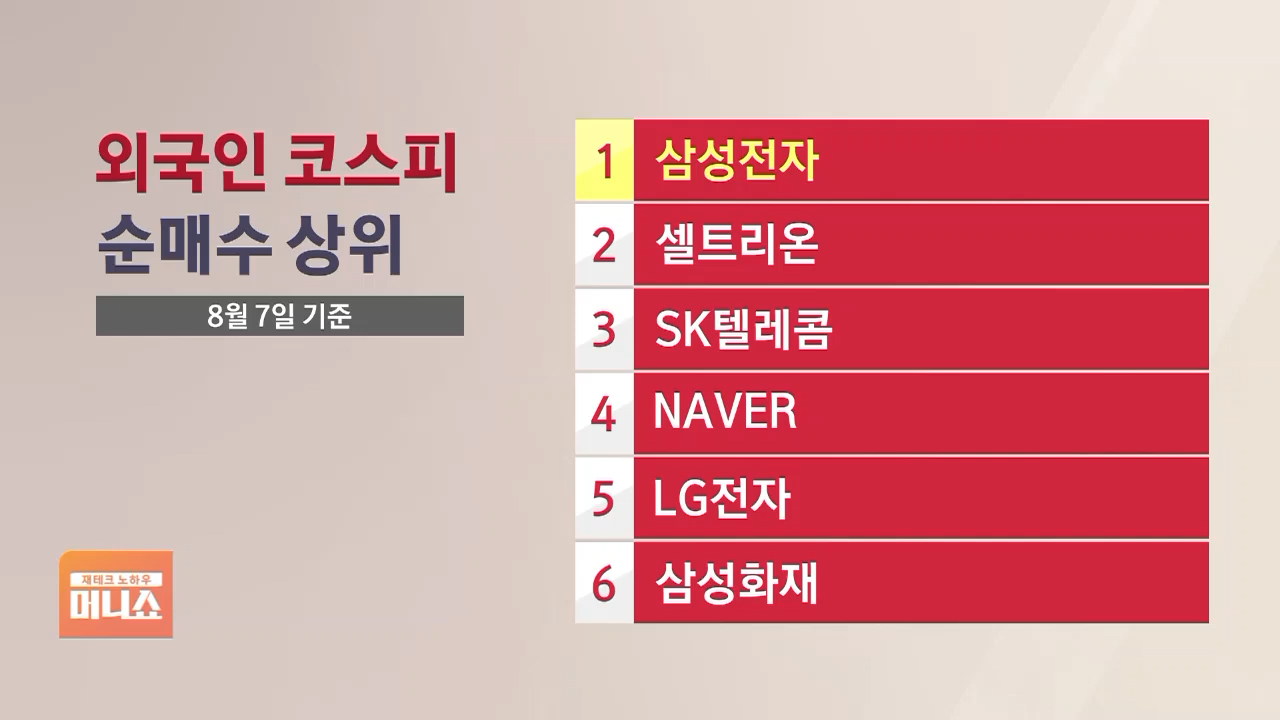 외국인 코스피
순매수 상위
8월 7일 기준
1 삼성전자
2 셀트리온
3 SK텔레콤
4 NAVER
5 LG전자
6 삼성화재
재테크 노하우
머니쇼